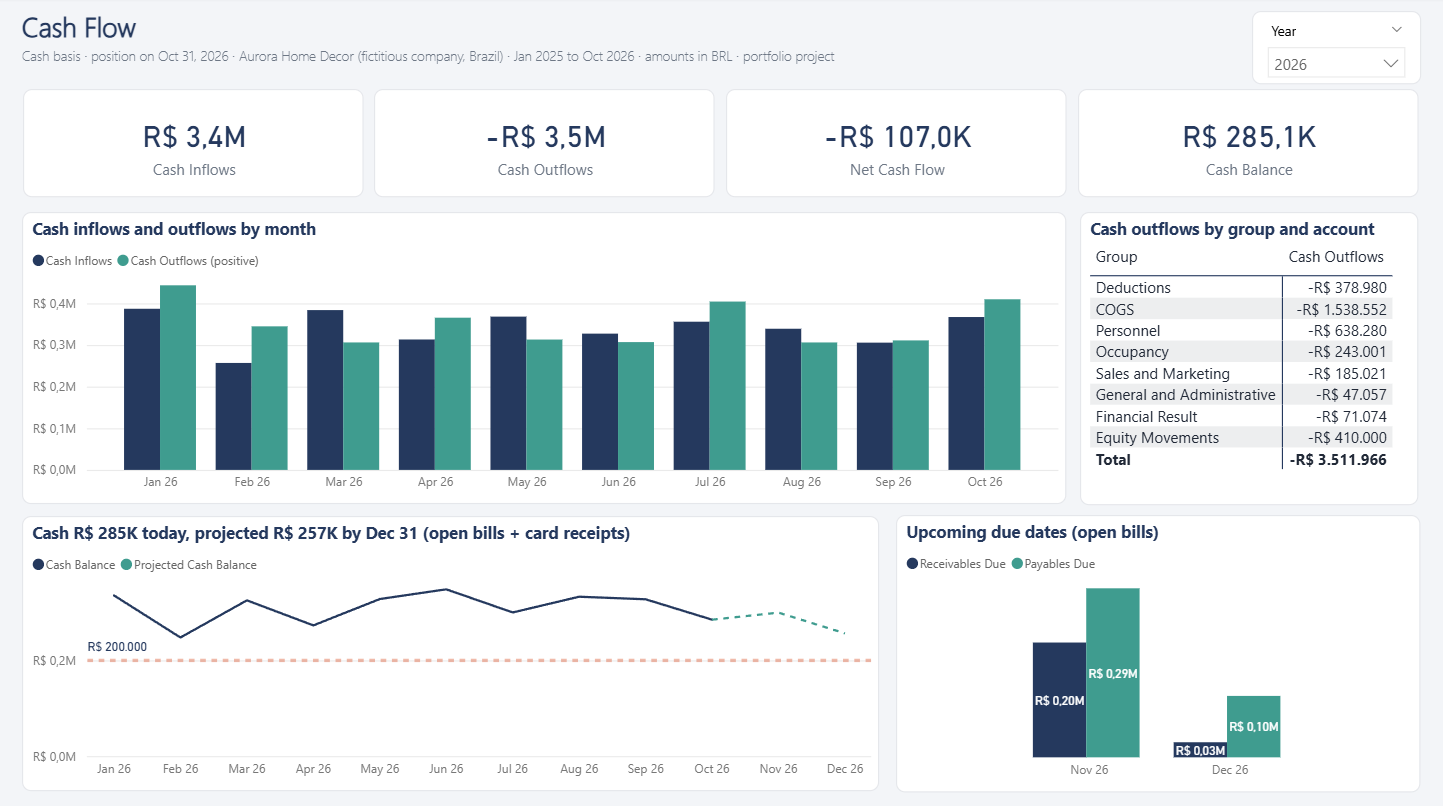 Cash Flow
Cash basis · position on Oct 31, 2026 · Aurora Home Decor (fictitious company, Brazil) · Jan 2025 to Oct 2026 · amounts in BRL · portfolio project
Year
2026
R$ 3,4M
Cash Inflows
-R$ 3,5M
Cash Outflows
-R$ 107,0K
Net Cash Flow
R$ 285,1K
Cash Balance
Cash inflows and outflows by month
Cash Inflows Cash Outflows (positive)
R$ 0,4M
R$ 0,3M
R$ 0,2M
R$ 0,1M
R$ 0,0M
Jan 26 Feb 26 Mar 26 Apr 26 May 26 Jun 26 Jul 26 Aug 26 Sep 26 Oct 26
Cash outflows by group and account
Group Cash Outflows
Deductions -R$ 378.980
COGS -R$ 1.538.552
Personnel -R$ 638.280
Occupancy -R$ 243.001
Sales and Marketing -R$ 185.021
General and Administrative -R$ 47.057
Financial Result -R$ 71.074
Equity Movements -R$ 410.000
Total -R$ 3.511.966
Cash R$ 285K today, projected R$ 257K by Dec 31 (open bills + card receipts)
Cash Balance Projected Cash Balance
R$ 200.000
R$ 0,2M
R$ 0,0M
Jan 26 Feb 26 Mar 26 Apr 26 May 26 Jun 26 Jul 26 Aug 26 Sep 26 Oct 26 Nov 26 Dec 26
Upcoming due dates (open bills)
Receivables Due Payables Due
R$ 0,20M R$ 0,29M
R$ 0,03M R$ 0,10M
Nov 26 Dec 26